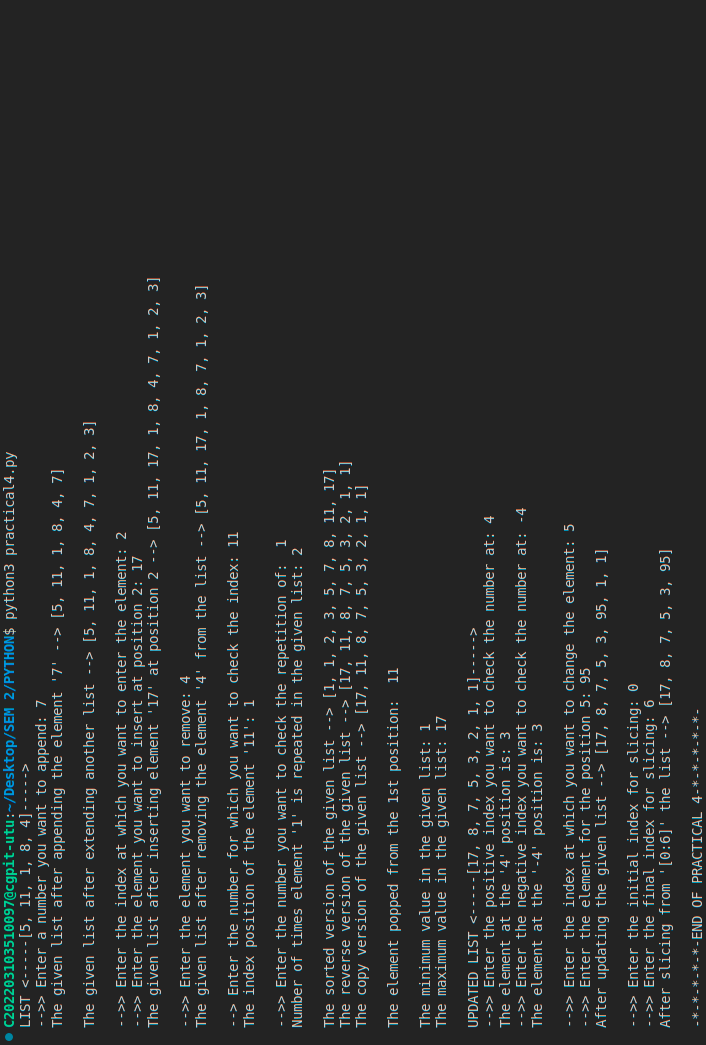 C202203103510097@cgpit-utu:~/Desktop/SEM 2/PYTHON$ python3 practical4.py
LIST <-----[5, 11, 1, 8, 4]----->
-->> Enter a number you want to append: 7
The given list after appending the element '7' --> [5, 11, 1, 8, 4, 7]
The given list after extending another list --> [5, 11, 1, 8, 4, 7, 1, 2, 3]
-->> Enter the index at which you want to enter the element: 2
-->> Enter the element you want to insert at position 2: 17
The given list after inserting element '17' at position 2 --> [5, 11, 17, 1, 8, 4, 7, 1, 2, 3]
-->> Enter the element you want to remove: 4
The given list after removing the element '4' from the list --> [5, 11, 17, 1, 8, 7, 1, 2, 3]
--> Enter the number for which you want to check the index: 11
The index position of the element '11': 1
-->> Enter the number you want to check the repetition of:  1
Number of times element '1' is repeated in the given list: 2
The sorted version of the given list --> [1, 1, 2, 3, 5, 7, 8, 11, 17]
The reverse version of the given list --> [17, 11, 8, 7, 5, 3, 2, 1, 1]
The copy version of the given list --> [17, 11, 8, 7, 5, 3, 2, 1, 1]
The element popped from the 1st position:  11
The minimum value in the given list: 1
The maximum value in the given list: 17
UPDATED LIST <-----[17, 8, 7, 5, 3, 2, 1, 1]----->
-->> Enter the positive index you want to check the number at: 4
The element at the '4' position is: 3
-->> Enter the negative index you want to check the number at: -4
The element at the '-4' position is: 3
-->> Enter the index at which you want to change the element: 5
-->> Enter the element for the position 5: 95
After updating the given list --> [17, 8, 7, 5, 3, 95, 1, 1]
-->> Enter the initial index for slicing: 0
-->> Enter the final index for slicing: 6
After slicing from '[0:6]' the list --> [17, 8, 7, 5, 3, 95]
-*-*-*-*-*-END OF PRACTICAL 4-*-*-*-*-*-